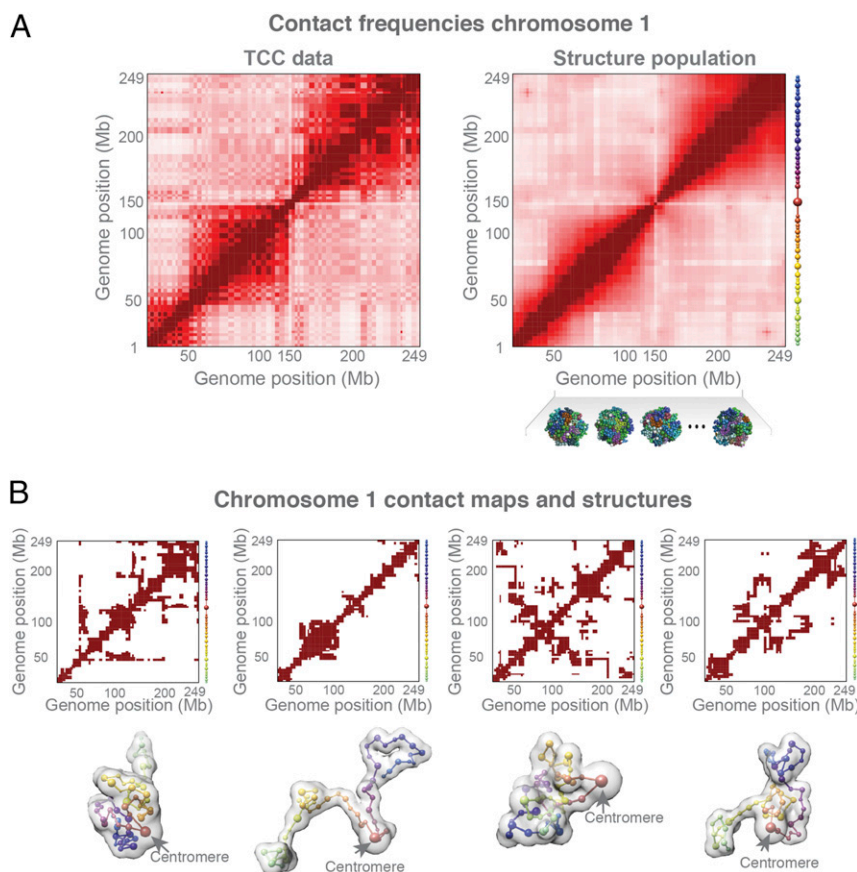 A
Contact frequencies chromosome 1
TCC data
Structure population
249
200
150
100
50
1
Genome position (Mb)
50
100
150
200
249
Genome position (Mb)
249
200
150
100
50
1
Genome position (Mb)
50
100
150
200
249
Genome position (Mb)
B
Chromosome 1 contact maps and structures
249
200
100
50
Genome position (Mb)
50
100
200
249
Genome position (Mb)
249
200
100
50
Genome position (Mb)
50
100
200
249
Genome position (Mb)
249
200
100
50
Genome position (Mb)
50
100
200
249
Genome position (Mb)
249
200
100
50
Genome position (Mb)
50
100
200
249
Genome position (Mb)
Centromere
Centromere
Centromere
Centromere